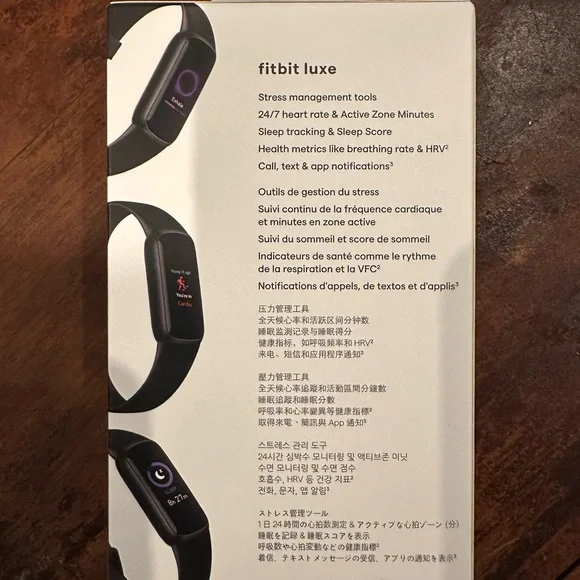 fitbit luxe
Stress management tools
24/7 heart rate & Active Zone Minutes
Sleep tracking & Sleep Score
Health metrics like breathing rate & HRV²
Call, text & app notifications³
Outils de gestion du stress
Suivi continu de la fréquence cardiaque
et minutes en zone active
Suivi du sommeil et score de sommeil
Indicateurs de santé comme le rythme
de la respiration et la VFC²
Notifications d'appels, de textos et d'applis³
压力管理工具
全天候心率和活跃区间分钟数
睡眠监测记录与睡眠得分
健康指标，如呼吸频率和 HRV²
来电、短信和应用程序通知³
壓力管理工具
全天候心率追蹤和活動區間分鐘數
睡眠追蹤和睡眠分數
呼吸率和心率變異等健康指標²
取得來電、簡訊與 App 通知³
스트레스 관리 도구
24시간 심박수 모니터링 및 액티브존 미닛
수면 모니터링 및 수면 점수
호흡수, HRV 등 건강 지표²
전화, 문자, 앱 알림³
ストレス管理ツール
1日 24 時間の心拍数測定 & アクティブな心拍ゾーン (分)
睡眠を記録 & 睡眠スコアを表示
呼吸数や心拍変動などの健康指標²
着信、テキストメッセージの受信、アプリの通知を表示³
Exhale
Keep it up!
You're in
Cardio
SLEEP
8h 27m